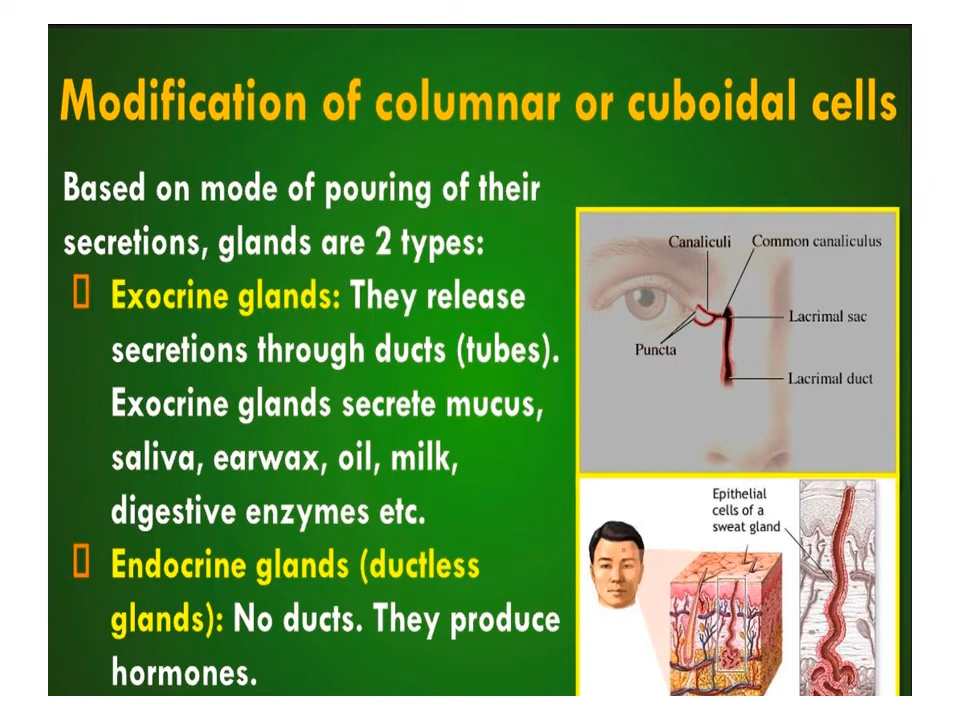 Modification of columnar or cuboidal cells
Based on mode of pouring of their
secretions, glands are 2 types:
Exocrine glands: They release
secretions through ducts (tubes).
Exocrine glands secrete mucus,
saliva, earwax, oil, milk,
digestive enzymes etc.
Endocrine glands (ductless
glands): No ducts. They produce
hormones.
Canaliculi
Common canaliculus
Lacrimal sac
Puncta
Lacrimal duct
Epithelial
cells of a
sweat gland